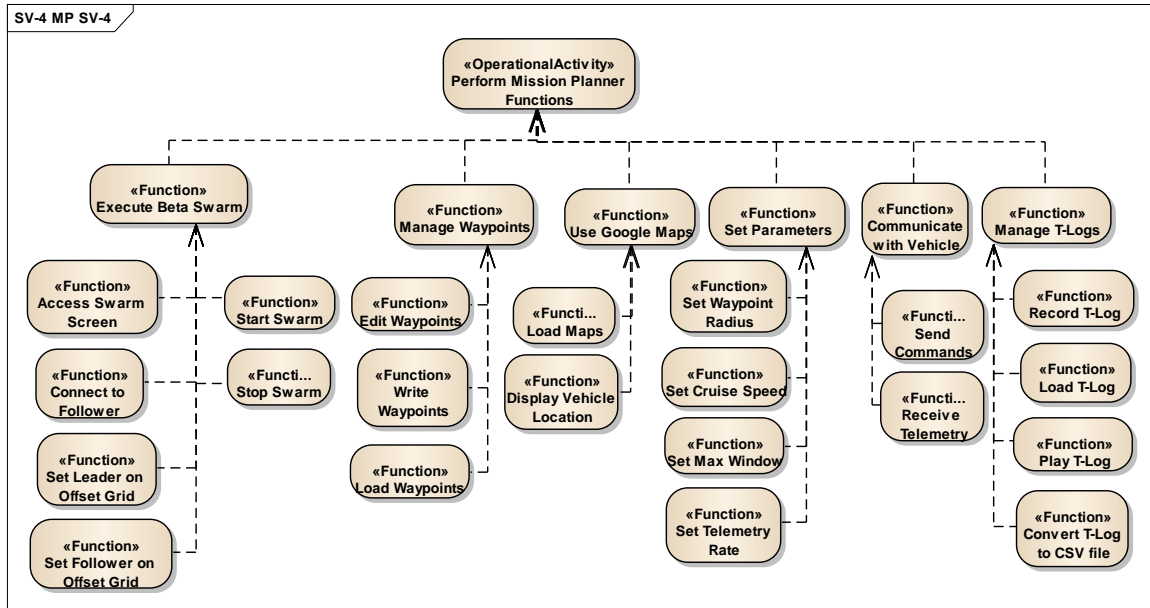 SV-4 MP SV-4
«OperationalActivity»
Perform Mission Planner
Functions
«Function»
Execute Beta Swarm
«Function»
Manage Waypoints
«Function»
Use Google Maps
«Function»
Set Parameters
«Function»
Communicate
with Vehicle
«Function»
Manage T-Logs
«Function»
Access Swarm
Screen
«Function»
Start Swarm
«Function»
Connect to
Follower
«Functi...
Stop Swarm
«Function»
Set Leader on
Offset Grid
«Function»
Set Follower on
Offset Grid
«Function»
Edit Waypoints
«Function»
Write
Waypoints
«Function»
Load Waypoints
«Functi...
Load Maps
«Function»
Display Vehicle
Location
«Function»
Set Waypoint
Radius
«Function»
Set Cruise Speed
«Function»
Set Max Window
«Function»
Set Telemetry
Rate
«Functi...
Send
Commands
«Functi...
Receive
Telemetry
«Function»
Record T-Log
«Function»
Load T-Log
«Function»
Play T-Log
«Function»
Convert T-Log
to CSV file